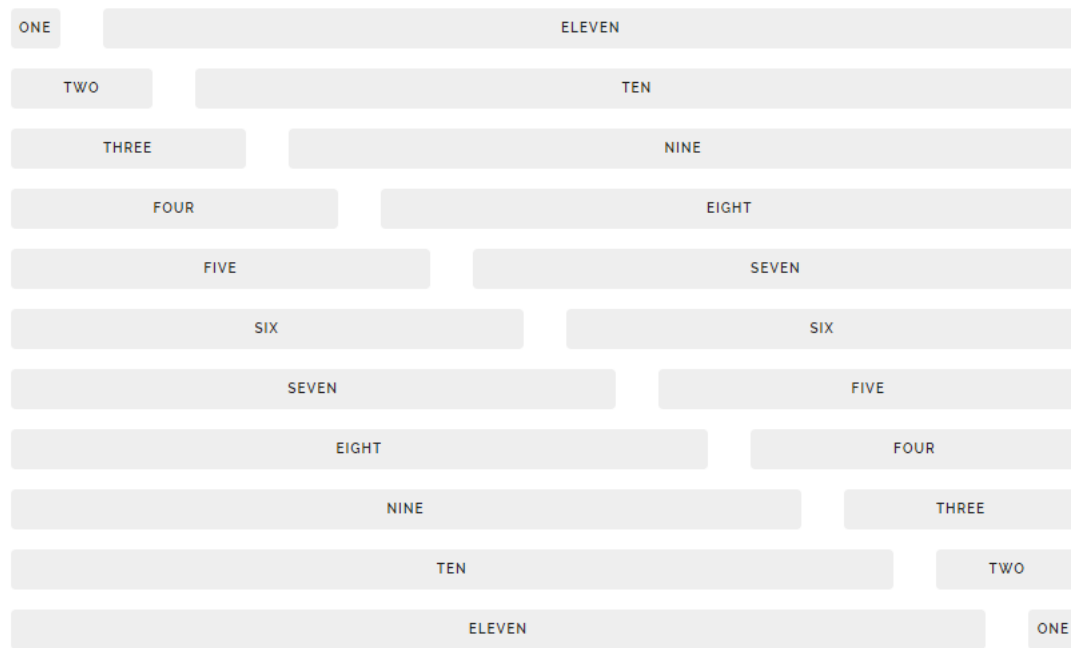 ONE ELEVEN
TWO TEN
THREE NINE
FOUR EIGHT
FIVE SEVEN
SIX SIX
SEVEN FIVE
EIGHT FOUR
NINE THREE
TEN TWO
ELEVEN ONE